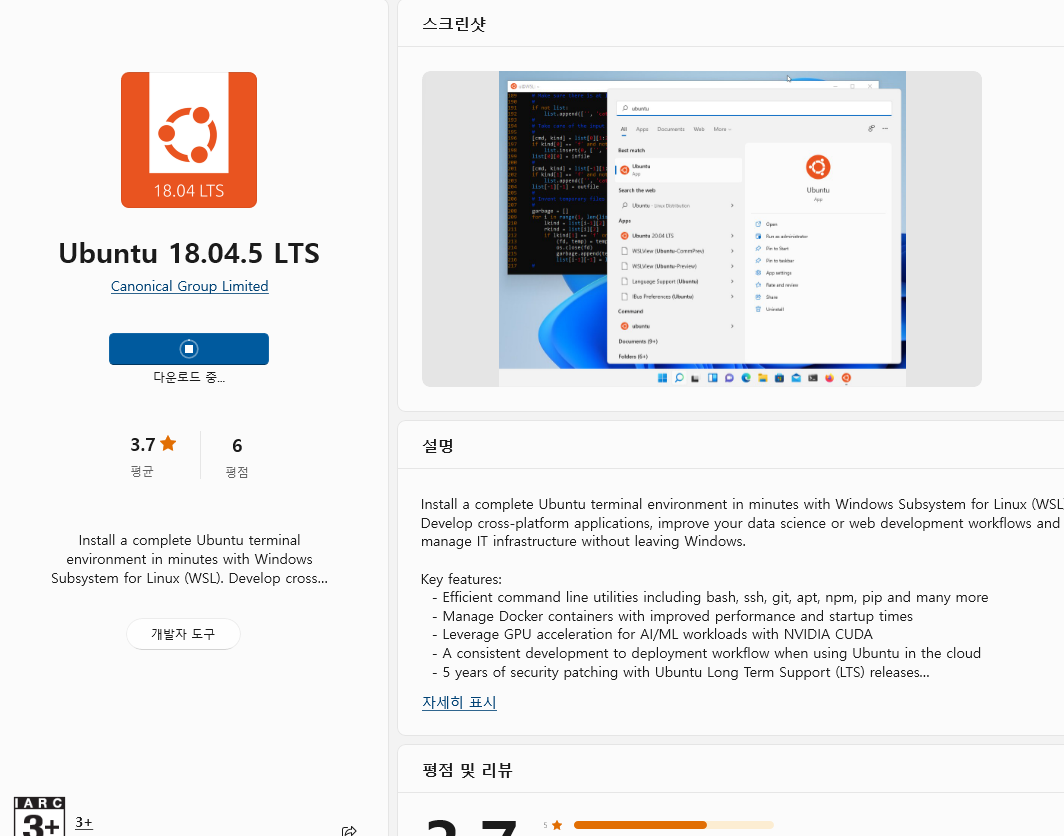 18.04 LTS
Ubuntu 18.04.5 LTS
Canonical Group Limited
다운로드 중...
3.7
평균
6
평점
Install a complete Ubuntu terminal
environment in minutes with Windows
Subsystem for Linux (WSL). Develop cross...
개발자 도구
IARC
3+
3+
스크린샷
ubuntu
All Apps Documents Web More
Best match
Ubuntu
App
Search the web
Ubuntu - Linux Distribution
Apps
Ubuntu 20.04 LTS
WSLView (Ubuntu-CommPrev)
WSLView (Ubuntu-Preview)
Language Support (Ubuntu)
IBus Preferences (Ubuntu)
Command
ubuntu
Documents (9+)
Folders (6+)
Ubuntu
App
Open
Run as administrator
Pin to Start
Pin to taskbar
App settings
Rate and review
Share
Uninstall
설명
Install a complete Ubuntu terminal environment in minutes with Windows Subsystem for Linux (WSL
Develop cross-platform applications, improve your data science or web development workflows and
manage IT infrastructure without leaving Windows.
Key features:
- Efficient command line utilities including bash, ssh, git, apt, npm, pip and many more
- Manage Docker containers with improved performance and startup times
- Leverage GPU acceleration for AI/ML workloads with NVIDIA CUDA
- A consistent development to deployment workflow when using Ubuntu in the cloud
- 5 years of security patching with Ubuntu Long Term Support (LTS) releases...
자세히 표시
평점 및 리뷰
3.7
5